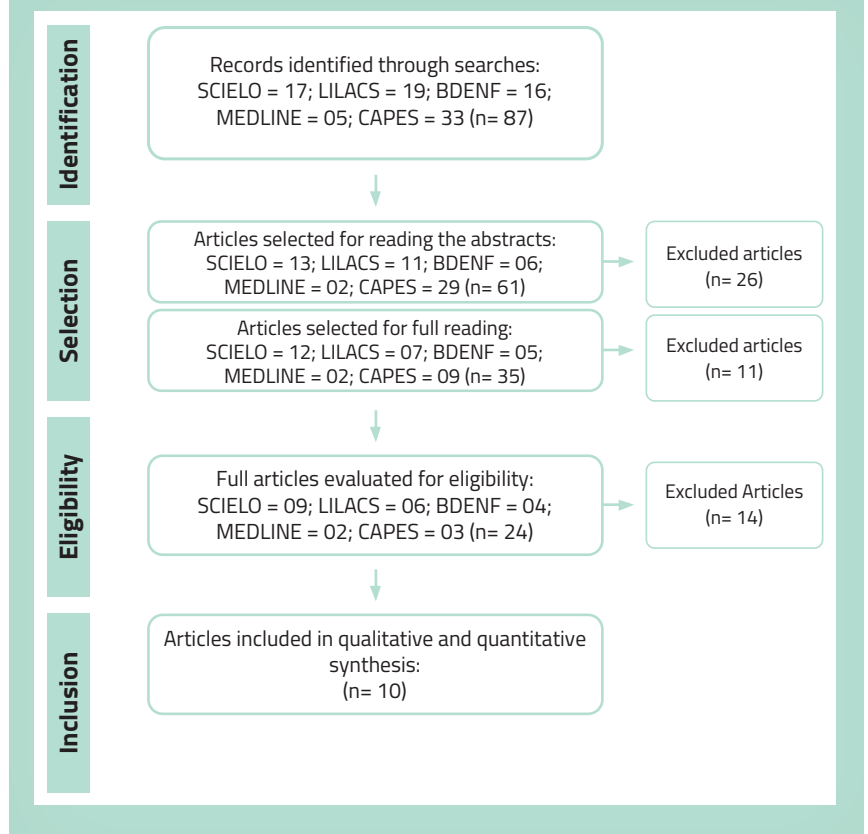 Identification
Records identified through searches:
SCIELO = 17; LILACS = 19; BDENF = 16;
MEDLINE = 05; CAPES = 33 (n= 87)
Selection
Articles selected for reading the abstracts:
SCIELO = 13; LILACS = 11; BDENF = 06;
MEDLINE = 02; CAPES = 29 (n= 61)
Excluded articles
(n= 26)
Articles selected for full reading:
SCIELO = 12; LILACS = 07; BDENF = 05;
MEDLINE = 02; CAPES = 09 (n= 35)
Excluded articles
(n= 11)
Eligibility
Full articles evaluated for eligibility:
SCIELO = 09; LILACS = 06; BDENF = 04;
MEDLINE = 02; CAPES = 03 (n= 24)
Excluded Articles
(n= 14)
Inclusion
Articles included in qualitative and quantitative
synthesis:
(n= 10)